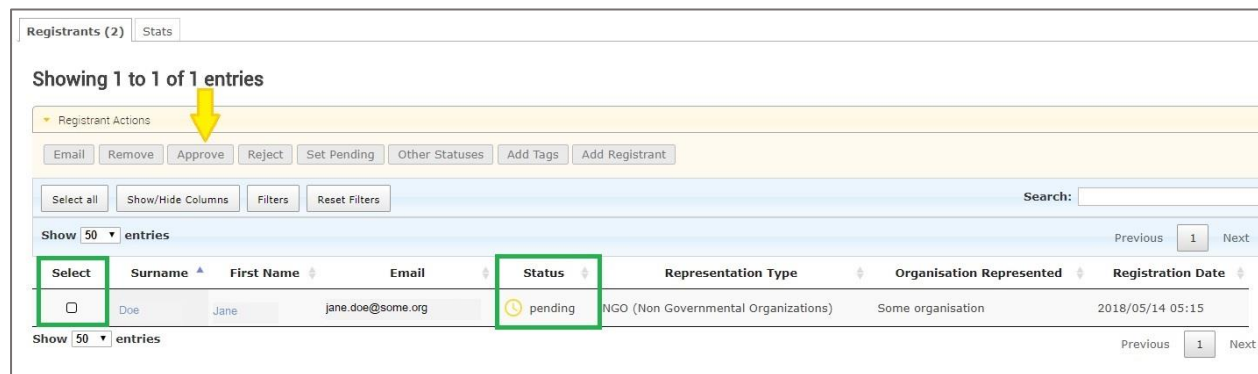 Registrants (2) Stats
Showing 1 to 1 of 1 entries
Registrant Actions
Email Remove Approve Reject Set Pending Other Statuses Add Tags Add Registrant
Select all Show/Hide Columns Filters Reset Filters Search:
Show 50 entries Previous 1 Next
Select Surname First Name Email Status Representation Type Organisation Represented Registration Date
Doe Jane jane.doe@some.org pending NGO (Non Governmental Organizations) Some organisation 2018/05/14 05:15
Show 50 entries Previous 1 Next